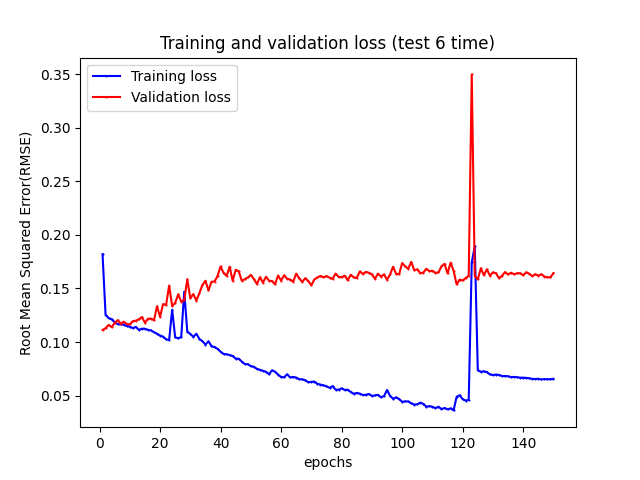 Training and validation loss (test 6 time)
Training loss
Validation loss
Root Mean Squared Error(RMSE)
0.35
0.30
0.25
0.20
0.15
0.10
0.05
0 20 40 60 80 100 120 140
epochs